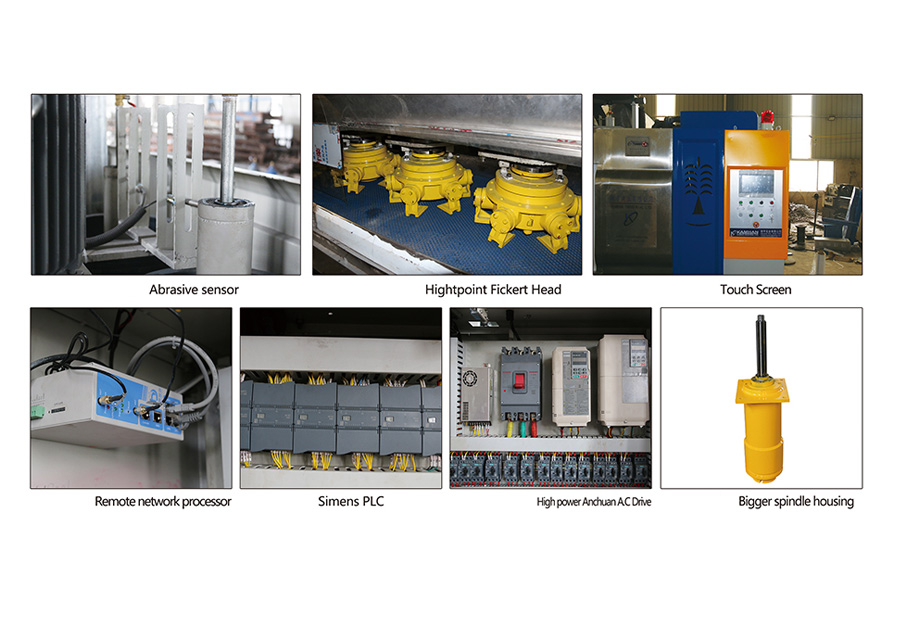 Abrasive sensor
Hightpoint Fickert Head
Touch Screen
Remote network processor
Simens PLC
High power Anchuan A.C Drive
Bigger spindle housing